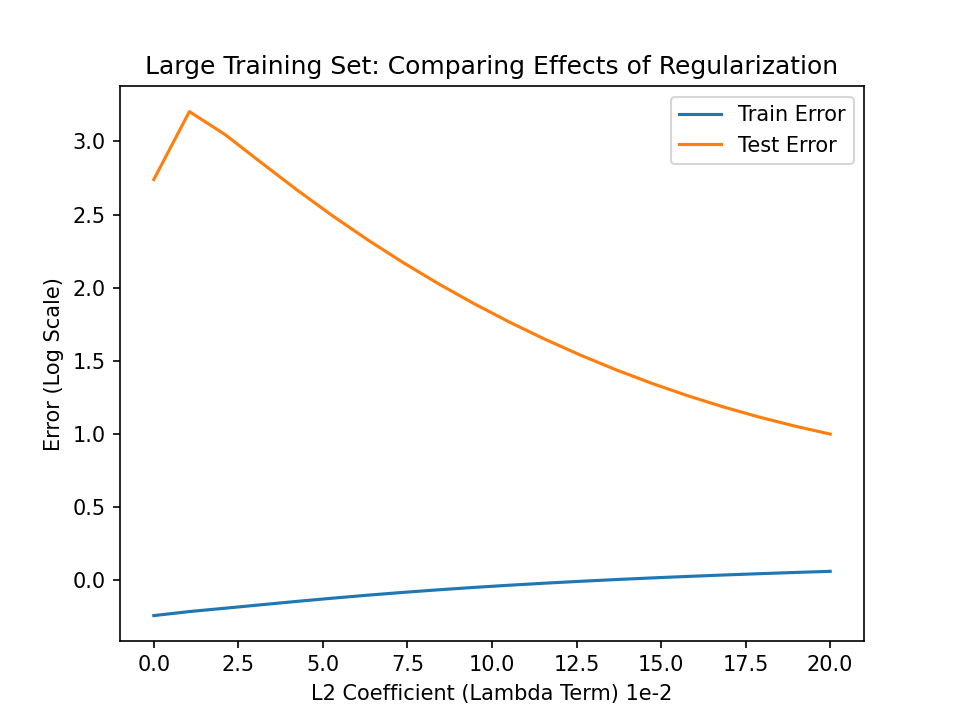 Large Training Set: Comparing Effects of Regularization
Train Error
Test Error
Error (Log Scale)
3.0
2.5
2.0
1.5
1.0
0.5
0.0
0.0 2.5 5.0 7.5 10.0 12.5 15.0 17.5 20.0
L2 Coefficient (Lambda Term) 1e-2